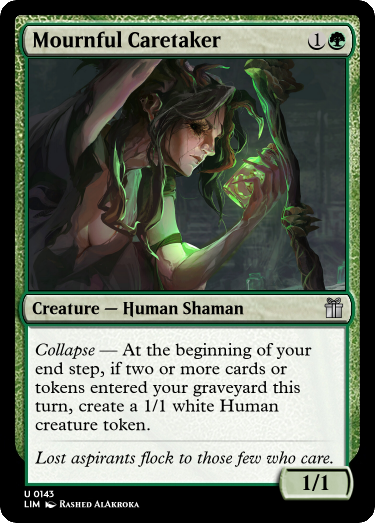 Mournful Caretaker 1
Creature — Human Shaman
Collapse — At the beginning of your
end step, if two or more cards or
tokens entered your graveyard this
turn, create a 1/1 white Human
creature token.
Lost aspirants flock to those few who care.
1/1
U 0143
LIM Rashed AlAkroka